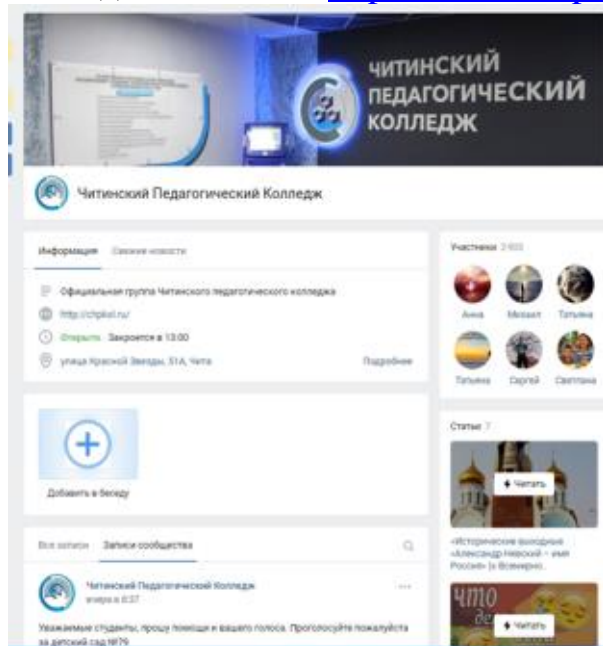 ЧИТИНСКИЙ
ПЕДАГОГИЧЕСКИЙ
КОЛЛЕДЖ
Читинский Педагогический Колледж
Информация Свежие новости
Официальная группа Читинского педагогического колледжа
http://chpkol.ru/
Открыто Закроется в 13:00
улица Красной Звезды, 51А, Чита Подробнее
Добавить в беседу
Все записи Записи сообщества
Читинский Педагогический Колледж
вчера в 8:37
Уважаемые студенты, прошу помощи и вашего голоса. Проголосуйте пожалуйста
за детский сад №79
Участники
Анна Михаил Татьяна
Татьяна Сергей Светлана
Статьи 7
Читать
«Исторические выходные
«Александр Невский – имя
России» (к Всемирно...
ЧТО
Читать